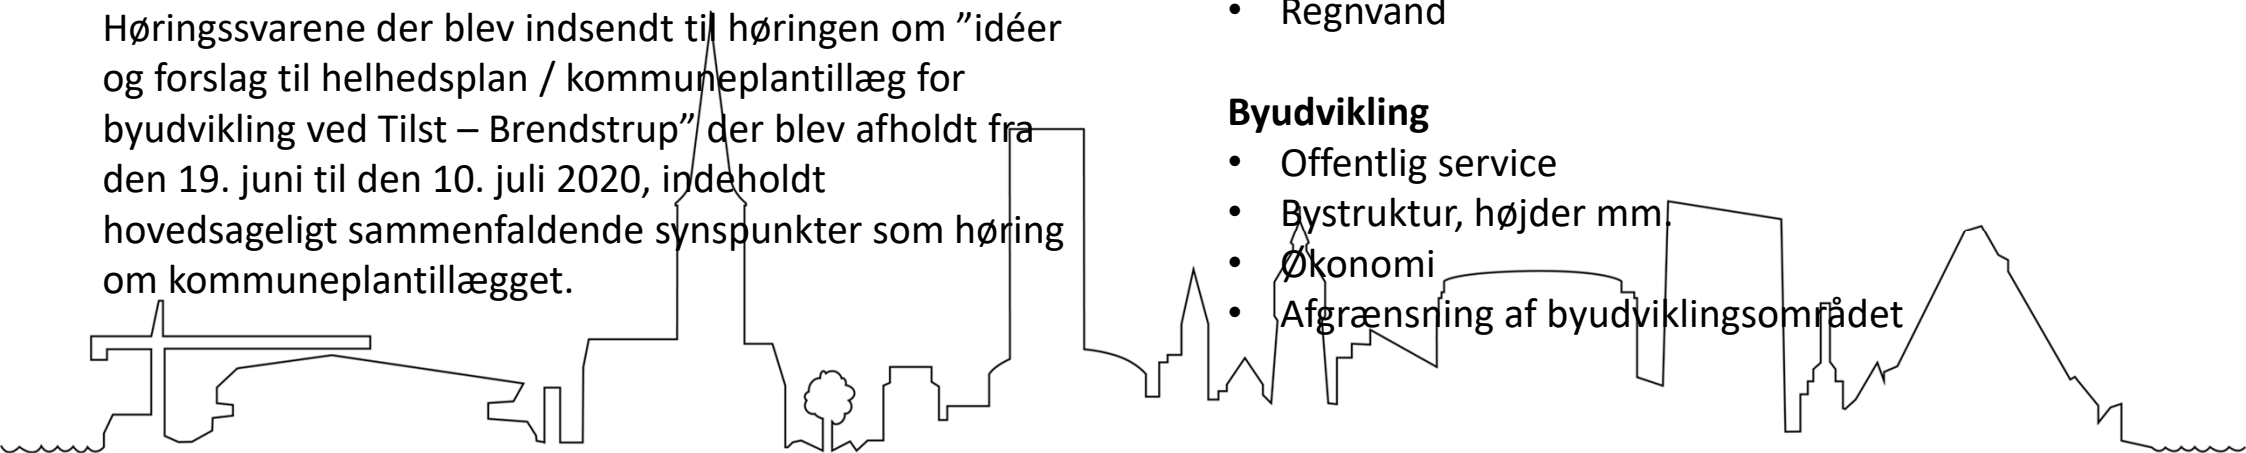 Høringssvarene der blev indsendt til høringen om ”idéer
og forslag til helhedsplan / kommuneplantillæg for
byudvikling ved Tilst – Brendstrup” der blev afholdt fra
den 19. juni til den 10. juli 2020, indeholdt
hovedsageligt sammenfaldende synspunkter som høring
om kommuneplantillægget.
• Regnvand
Byudvikling
• Offentlig service
• Bystruktur, højder mm.
• Økonomi
• Afgrænsning af byudviklingsområdet